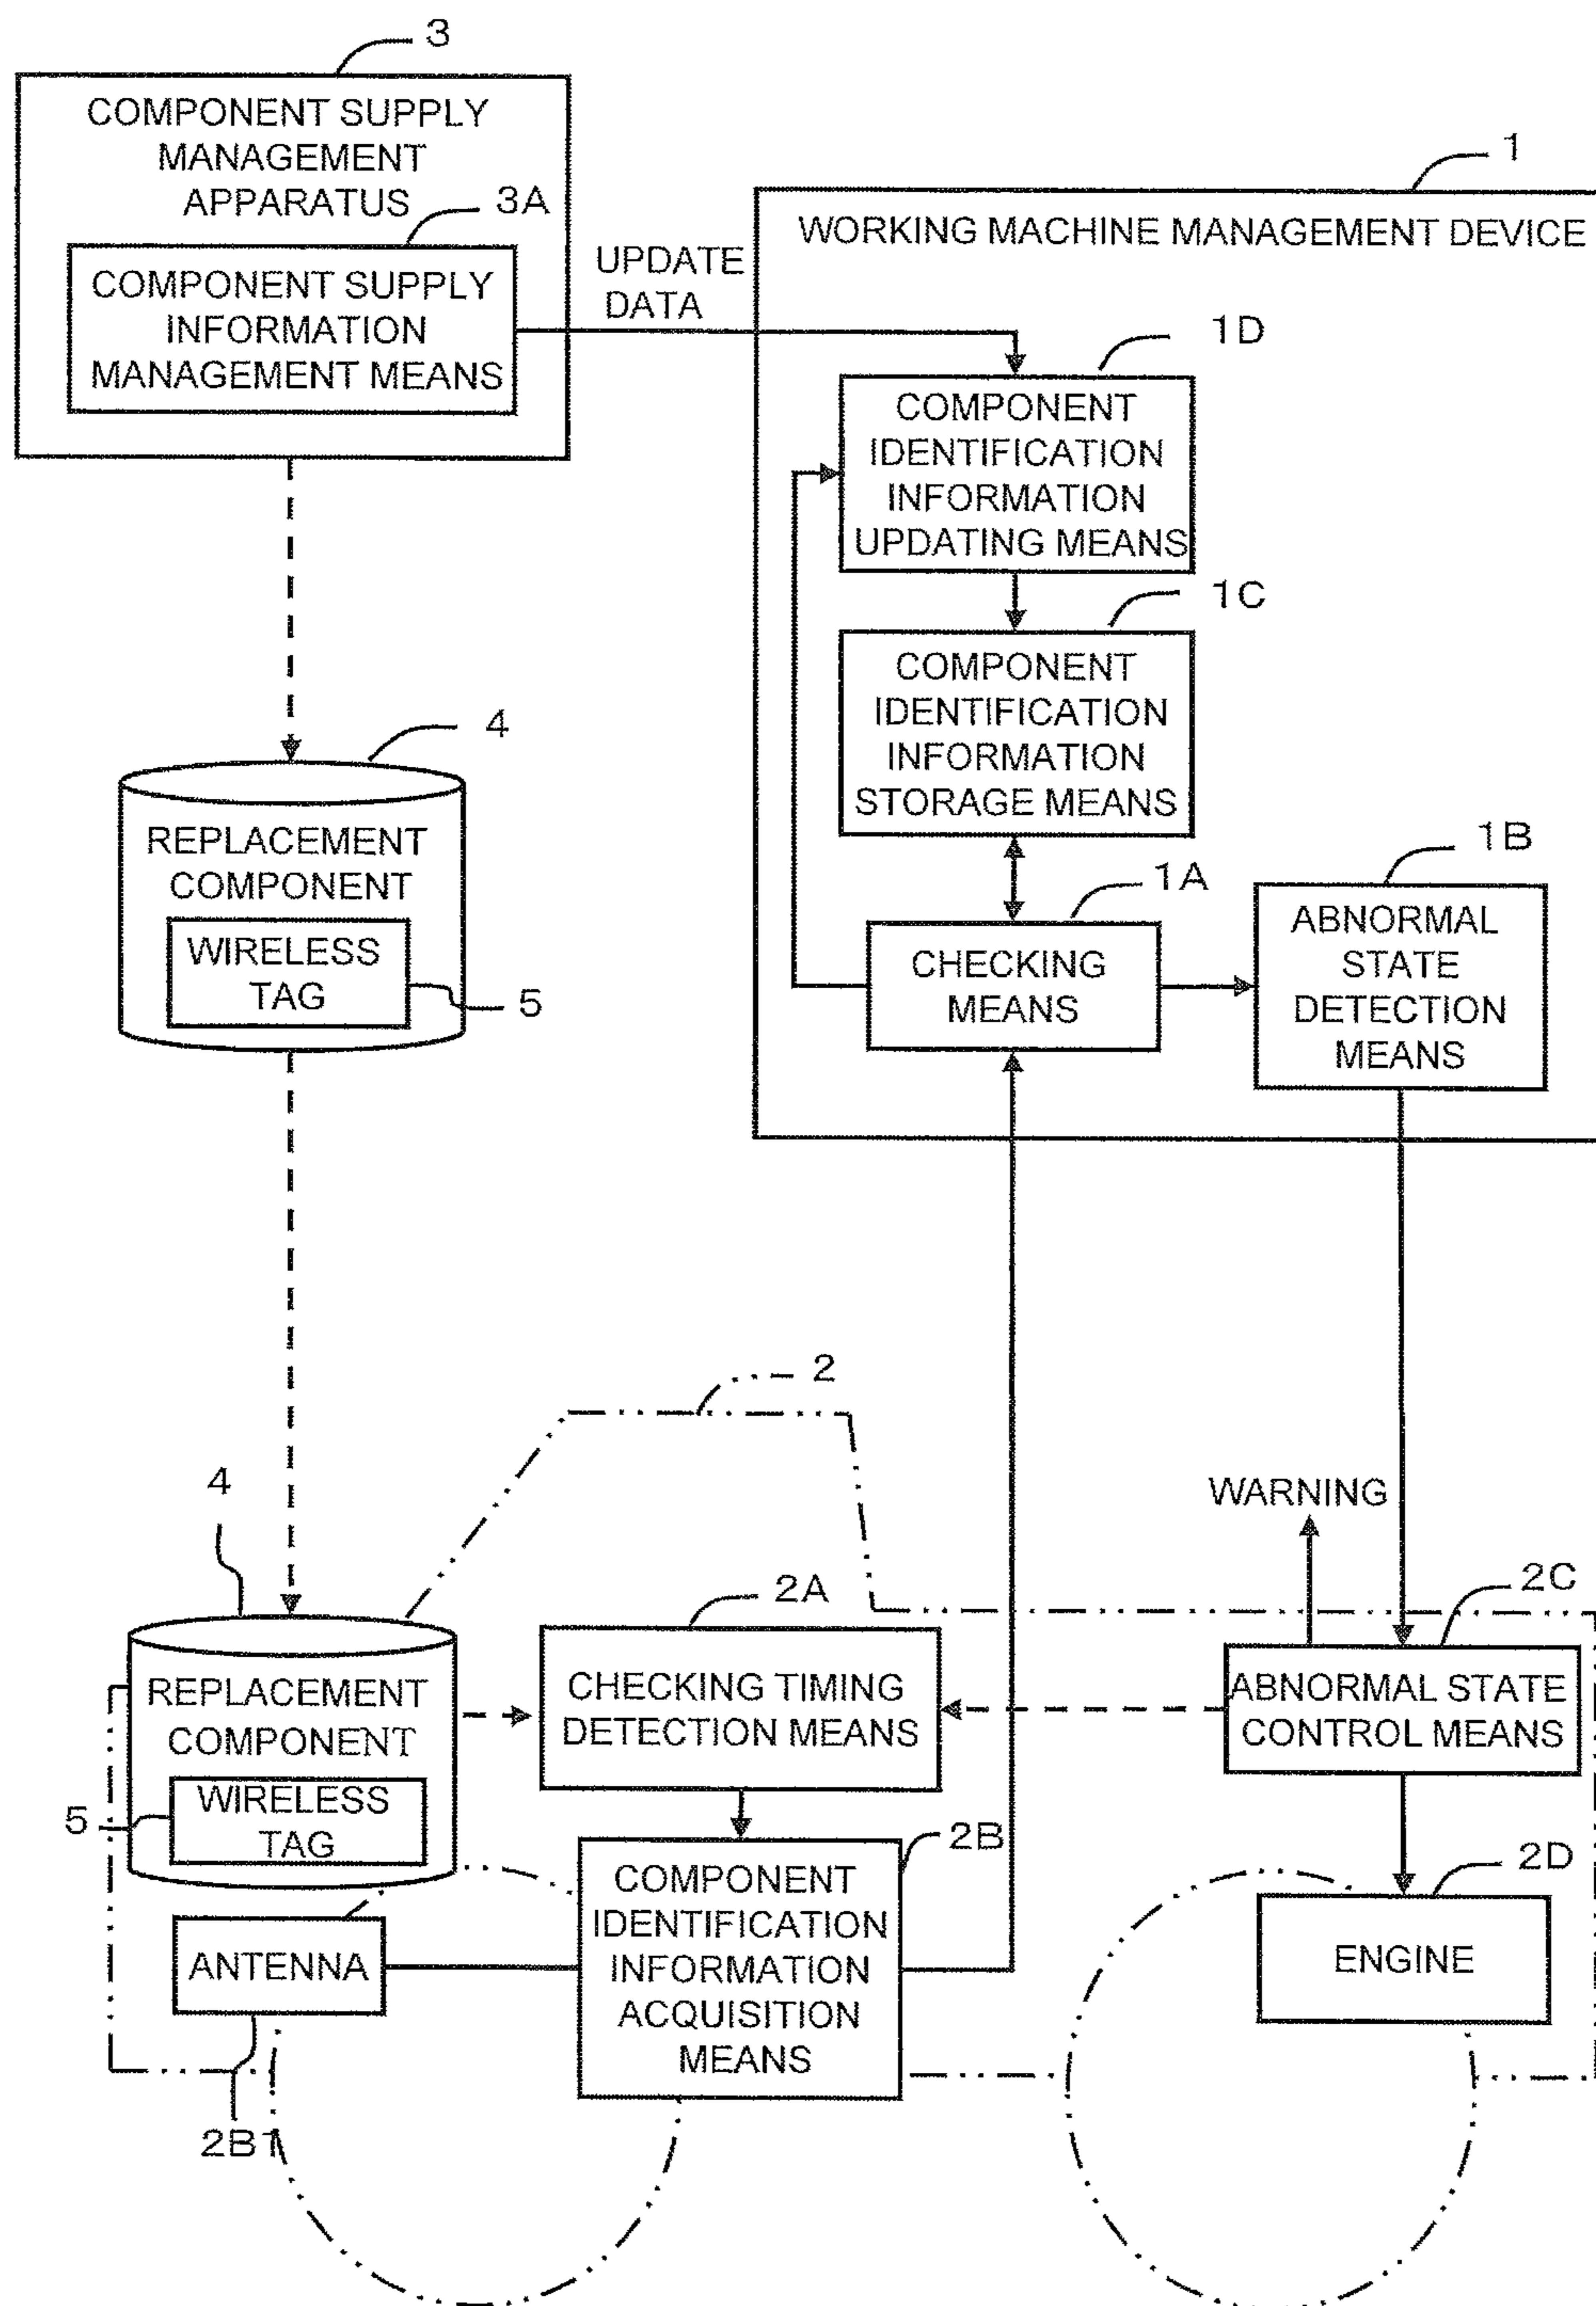 3
COMPONENT SUPPLY
MANAGEMENT
APPARATUS
3A
COMPONENT SUPPLY
INFORMATION
MANAGEMENT MEANS
UPDATE
DATA
1
WORKING MACHINE MANAGEMENT DEVICE
1D
COMPONENT
IDENTIFICATION
INFORMATION
UPDATING MEANS
1C
COMPONENT
IDENTIFICATION
INFORMATION
STORAGE MEANS
4
REPLACEMENT
COMPONENT
WIRELESS
TAG
5
1A
CHECKING
MEANS
1B
ABNORMAL
STATE
DETECTION
MEANS
2
4
REPLACEMENT
COMPONENT
WIRELESS
TAG
5
2A
CHECKING TIMING
DETECTION MEANS
WARNING
2C
ABNORMAL STATE
CONTROL MEANS
2B
COMPONENT
IDENTIFICATION
INFORMATION
ACQUISITION
MEANS
ANTENNA
2B1
2D
ENGINE